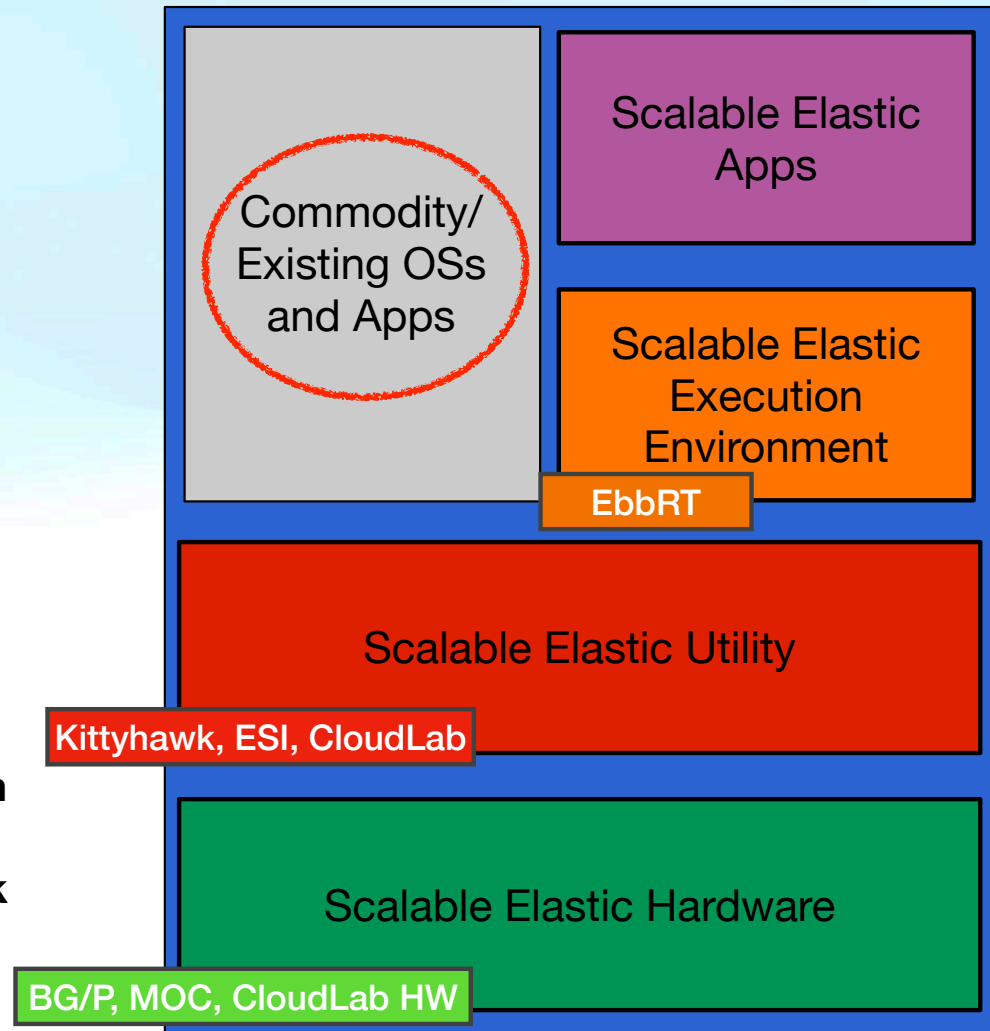 Commodity/
Existing OSs
and Apps
Scalable Elastic
Apps
Scalable Elastic
Execution
Environment
EbbRT
Scalable Elastic Utility
Kittyhawk, ESI, CloudLab
Scalable Elastic Hardware
BG/P, MOC, CloudLab HW